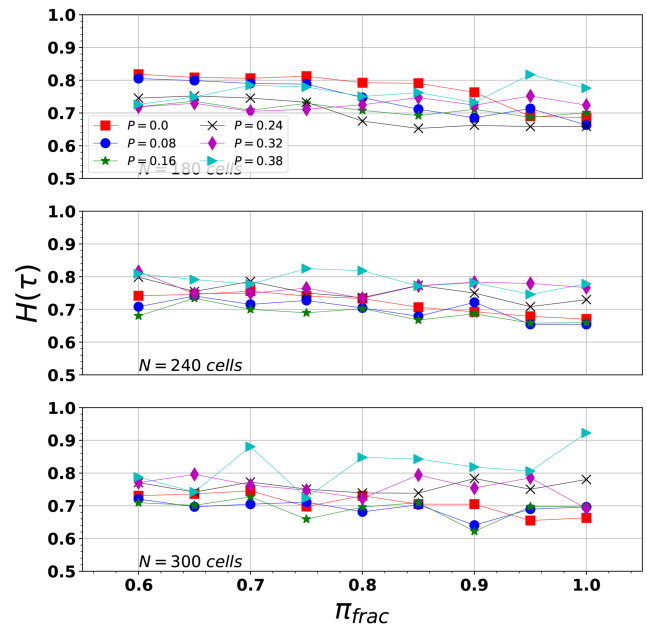 1.0
0.9
0.8
0.7
0.6
0.5
P = 0.0
P = 0.08
P = 0.16
P = 0.24
P = 0.32
P = 0.38
N = 180 cells
1.0
0.9
0.8
0.7
0.6
0.5
N = 240 cells
H(τ)
1.0
0.9
0.8
0.7
0.6
0.5
N = 300 cells
0.6 0.7 0.8 0.9 1.0
π_frac